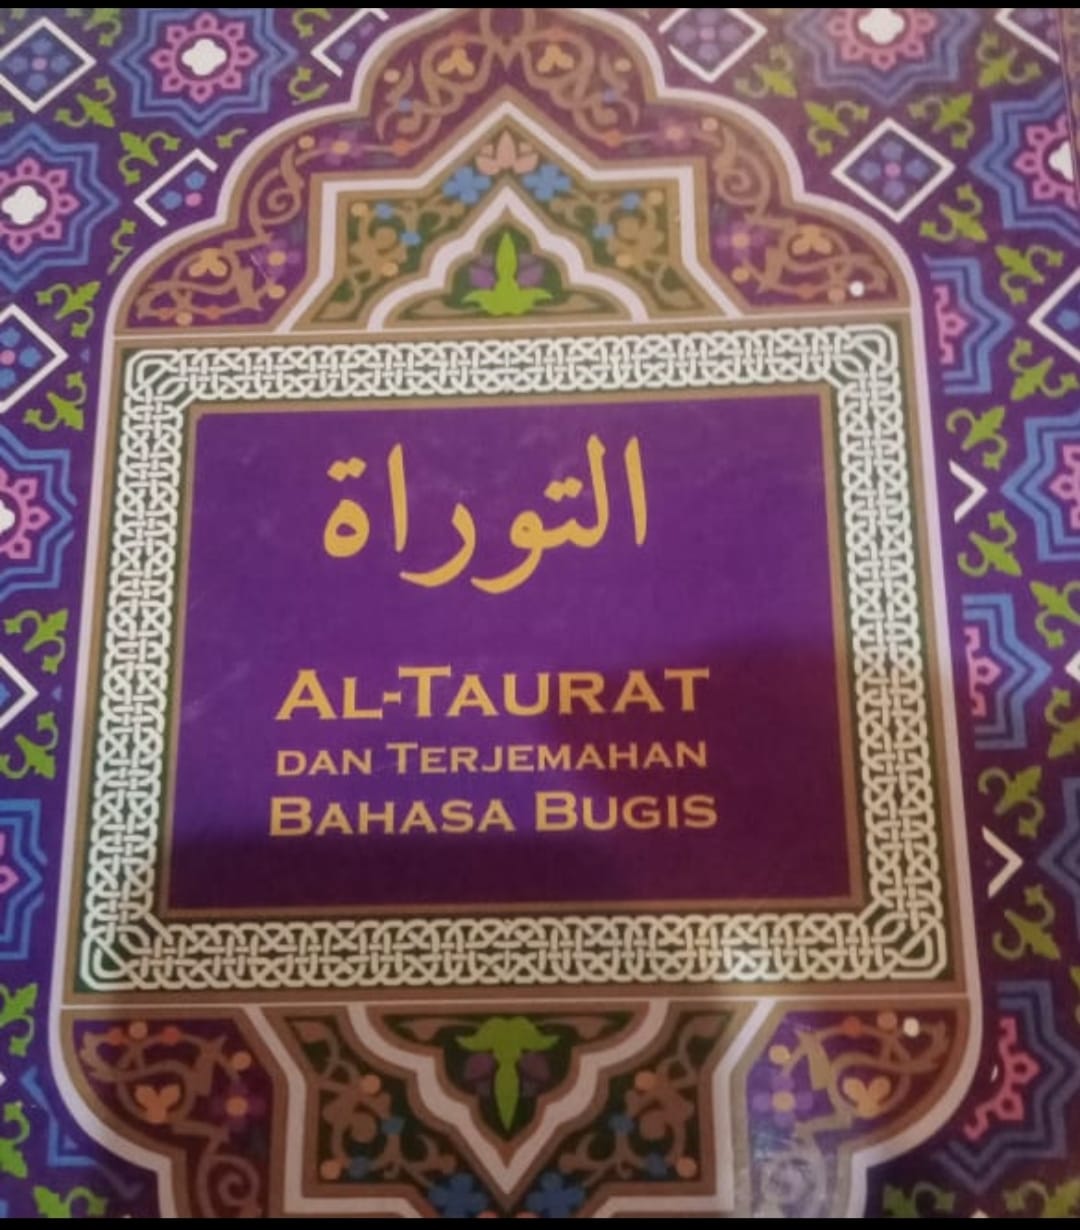 التوراة
AL-TAURAT
DAN TERJEMAHAN
BAHASA BUGIS